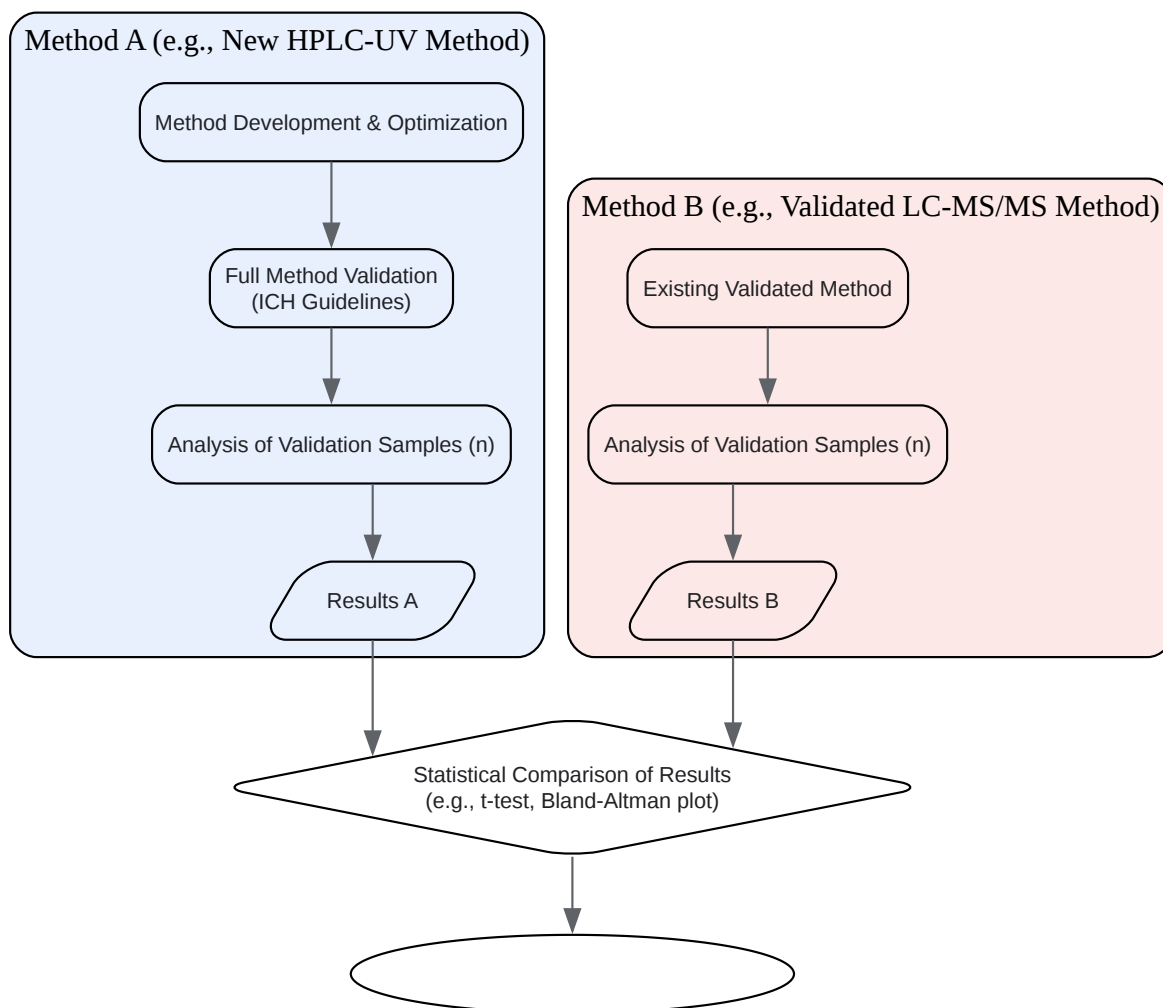 Method A (e.g., New HPLC-UV Method)
Method Development & Optimization
Full Method Validation
(ICH Guidelines)
Analysis of Validation Samples (n)
Results A
Method B (e.g., Validated LC-MS/MS Method)
Existing Validated Method
Analysis of Validation Samples (n)
Results B
Statistical Comparison of Results
(e.g., t-test, Bland-Altman plot)